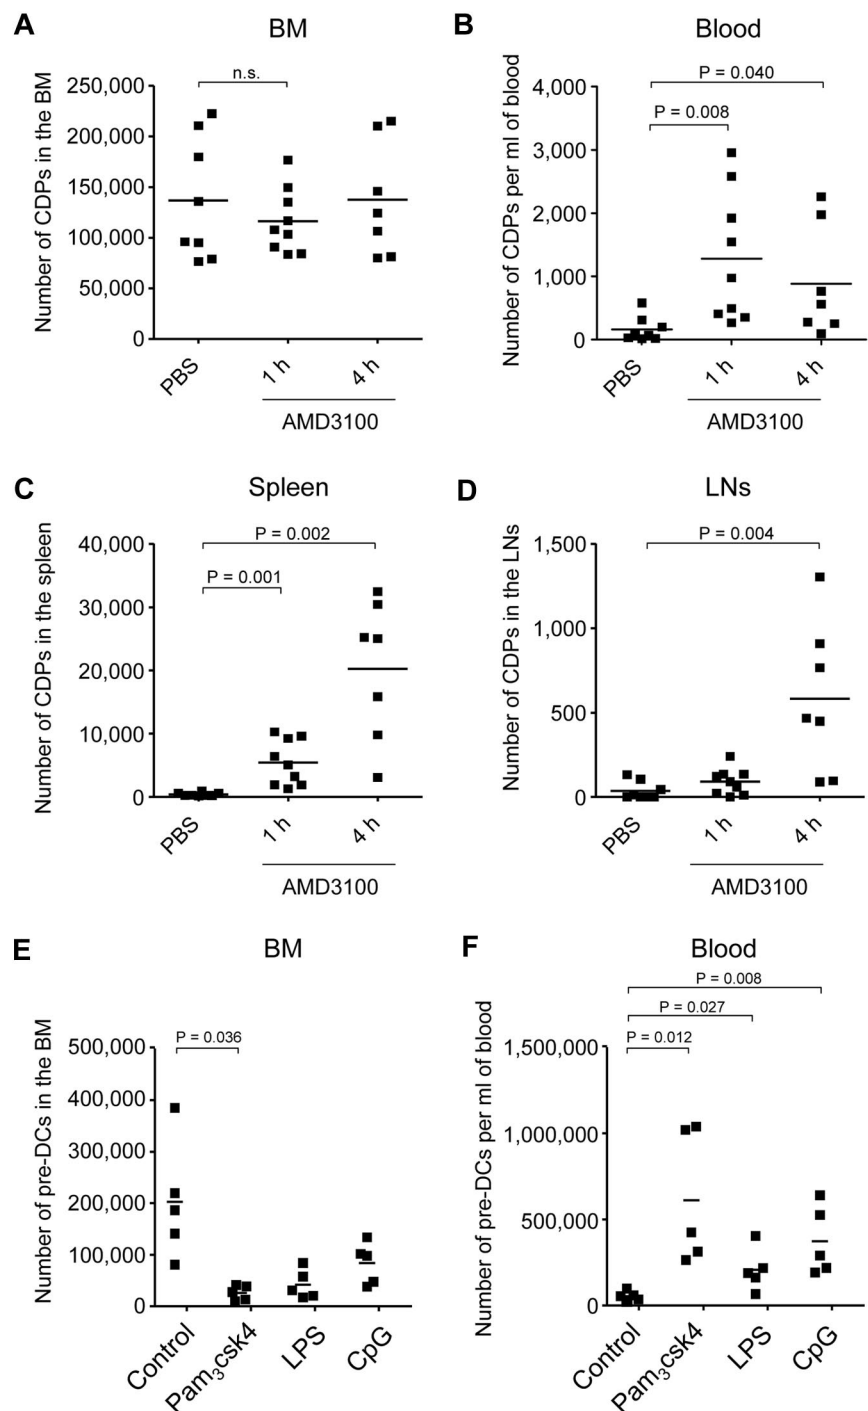 A
BM
Number of CDPs in the BM
250,000
200,000
150,000
100,000
50,000
0
n.s.
PBS
1 h
4 h
AMD3100
B
Blood
Number of CDPs per ml of blood
4,000
3,000
2,000
1,000
0
P = 0.040
P = 0.008
PBS
1 h
4 h
AMD3100
C
Spleen
Number of CDPs in the spleen
40,000
30,000
20,000
10,000
0
P = 0.002
P = 0.001
PBS
1 h
4 h
AMD3100
D
LNs
Number of CDPs in the LNs
1,500
1,000
500
0
P = 0.004
PBS
1 h
4 h
AMD3100
E
BM
Number of pre-DCs in the BM
500,000
400,000
300,000
200,000
100,000
0
P = 0.036
Control
Pam₃csk4
LPS
CpG
F
Blood
Number of pre-DCs per ml of blood
1,500,000
1,000,000
500,000
0
P = 0.008
P = 0.027
P = 0.012
Control
Pam₃csk4
LPS
CpG